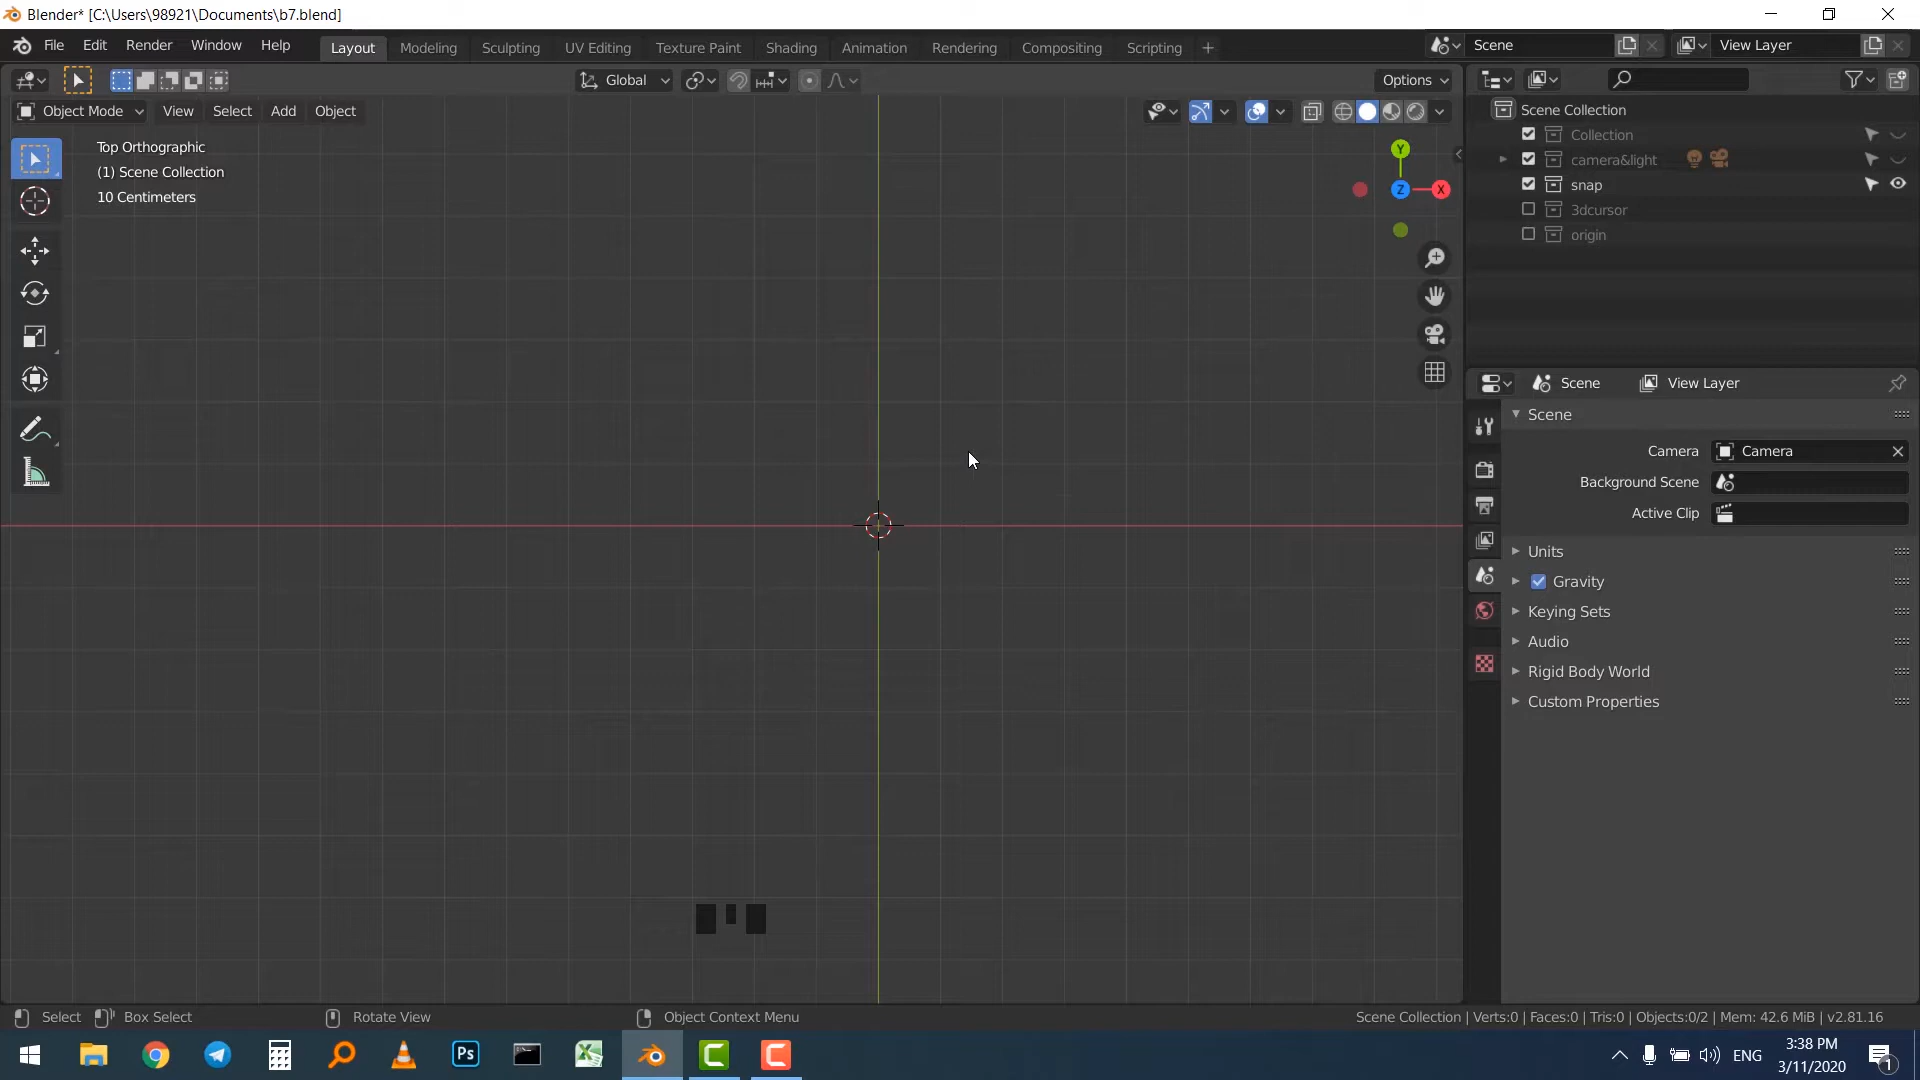 Blender* [C:\Users\98921\Documents\b7.blend]
File Edit Render Window Help Layout Modeling Sculpting UV Editing Texture Paint Shading Animation Rendering Compositing Scripting + Scene View Layer
Global Options
Object Mode View Select Add Object
Top Orthographic
(1) Scene Collection
10 Centimeters
Y
Z X
Scene Collection
Collection
camera&light
snap
3dcursor
origin
Scene View Layer
Scene
Camera Camera
Background Scene
Active Clip
Units
Gravity
Keying Sets
Audio
Rigid Body World
Custom Properties
Select Box Select Rotate View Object Context Menu Scene Collection | Verts:0 | Faces:0 | Tris:0 | Objects:0/2 | Mem: 42.6 MiB | v2.81.16
Ps ENG 3:38 PM
3/11/2020
1